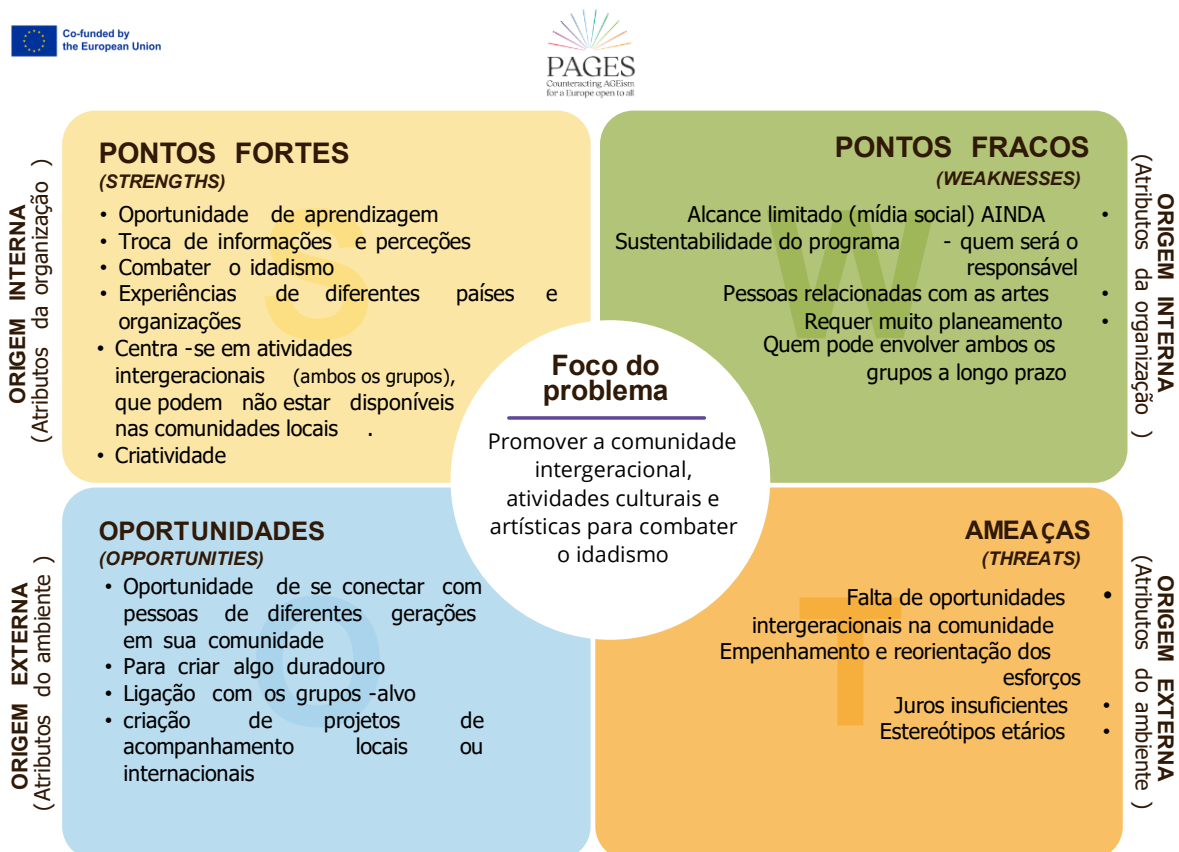 Co-funded by
the European Union
PAGES
Counteracting AGEism
for a Europe open to all
ORIGEM INTERNA
(Atributos da organização)
PONTOS FORTES
(STRENGTHS)
S
• Oportunidade de aprendizagem
• Troca de informações e perceções
• Combater o idadismo
• Experiências de diferentes países e
organizações
• Centra -se em atividades
intergeracionais (ambos os grupos),
que podem não estar disponíveis
nas comunidades locais .
• Criatividade
PONTOS FRACOS
(WEAKNESSES)
W
Alcance limitado (mídia social) AINDA •
Sustentabilidade do programa - quem será o
responsável
Pessoas relacionadas com as artes •
Requer muito planeamento •
Quem pode envolver ambos os
grupos a longo prazo
ORIGEM INTERNA
(Atributos da organização )
Foco do
problema
Promover a comunidade
intergeracional,
atividades culturais e
artísticas para combater
o idadismo
ORIGEM EXTERNA
(Atributos do ambiente )
OPORTUNIDADES
(OPPORTUNITIES)
O
• Oportunidade de se conectar com
pessoas de diferentes gerações
em sua comunidade
• Para criar algo duradouro
• Ligação com os grupos -alvo
• criação de projetos de
acompanhamento locais ou
internacionais
AMEAÇAS
(THREATS)
T
Falta de oportunidades •
intergeracionais na comunidade
Empenhamento e reorientação dos
esforços
Juros insuficientes •
Estereótipos etários •
ORIGEM EXTERNA
(Atributos do ambiente )